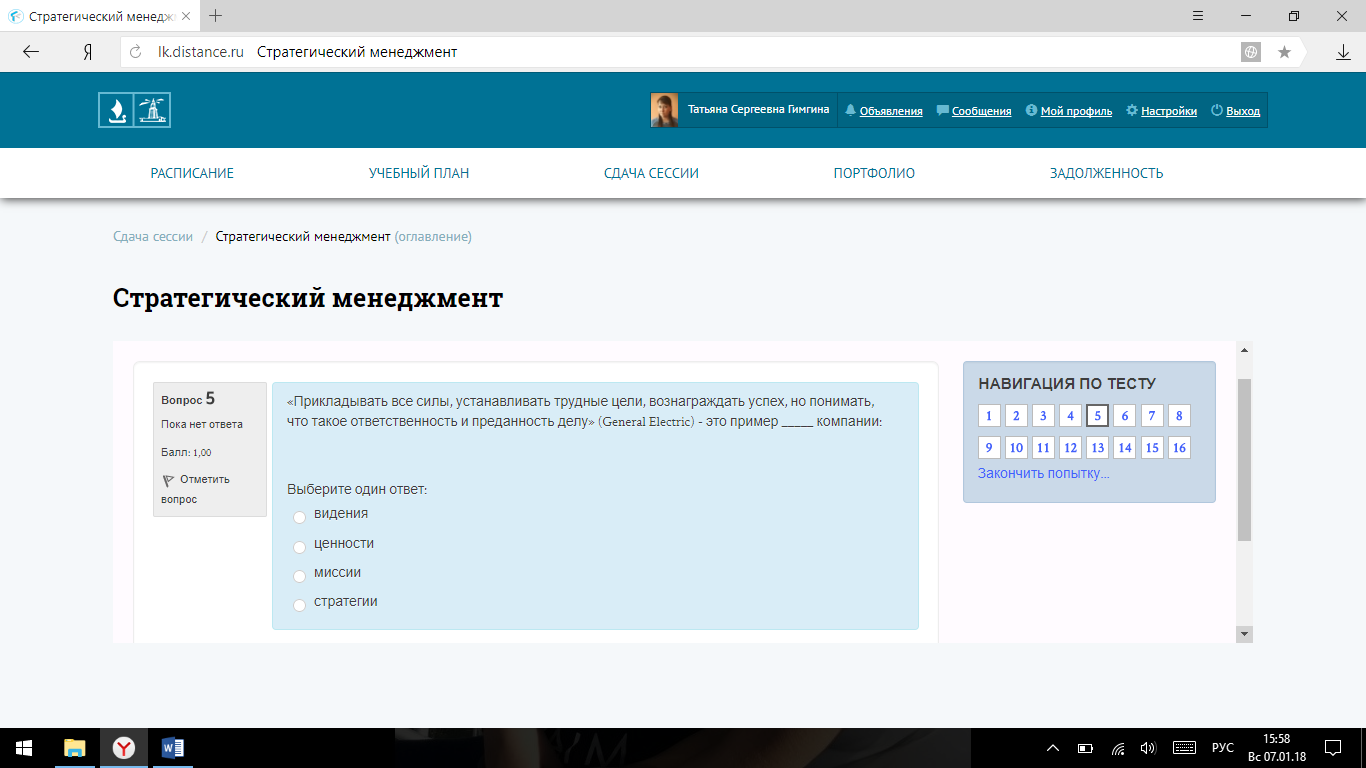 Стратегический менеджм
lk.distance.ru Стратегический менеджмент
Татьяна Сергеевна Гимгина Объявления Сообщения Мой профиль Настройки Выход
РАСПИСАНИЕ УЧЕБНЫЙ ПЛАН СДАЧА СЕССИИ ПОРТФОЛИО ЗАДОЛЖЕННОСТЬ
Сдача сессии / Стратегический менеджмент (оглавление)
Стратегический менеджмент
Вопрос 5
Пока нет ответа
Балл: 1,00
Отметить
вопрос
«Прикладывать все силы, устанавливать трудные цели, вознаграждать успех, но понимать,
что такое ответственность и преданность делу» (General Electric) - это пример _____ компании:
Выберите один ответ:
видения
ценности
миссии
стратегии
НАВИГАЦИЯ ПО ТЕСТУ
1 2 3 4 5 6 7 8
9 10 11 12 13 14 15 16
Закончить попытку...
РУС
15:58
Вс 07.01.18